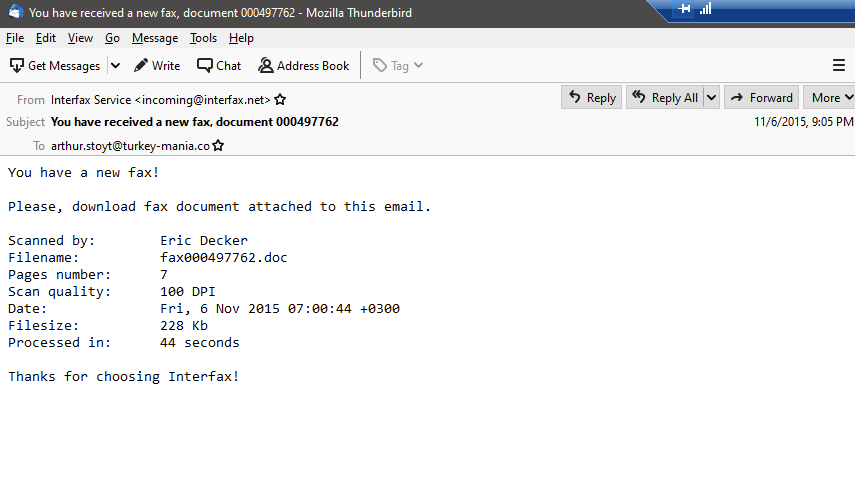 You have received a new fax, document 000497762 - Mozilla Thunderbird
File Edit View Go Message Tools Help
Get Messages Write Chat Address Book Tag
From Interfax Service <incoming@interfax.net> Reply Reply All Forward More
Subject You have received a new fax, document 000497762 11/6/2015, 9:05 PM
To arthur.stoyt@turkey-mania.co
You have a new fax!
Please, download fax document attached to this email.
Scanned by: Eric Decker
Filename: fax000497762.doc
Pages number: 7
Scan quality: 100 DPI
Date: Fri, 6 Nov 2015 07:00:44 +0300
Filesize: 228 Kb
Processed in: 44 seconds
Thanks for choosing Interfax!